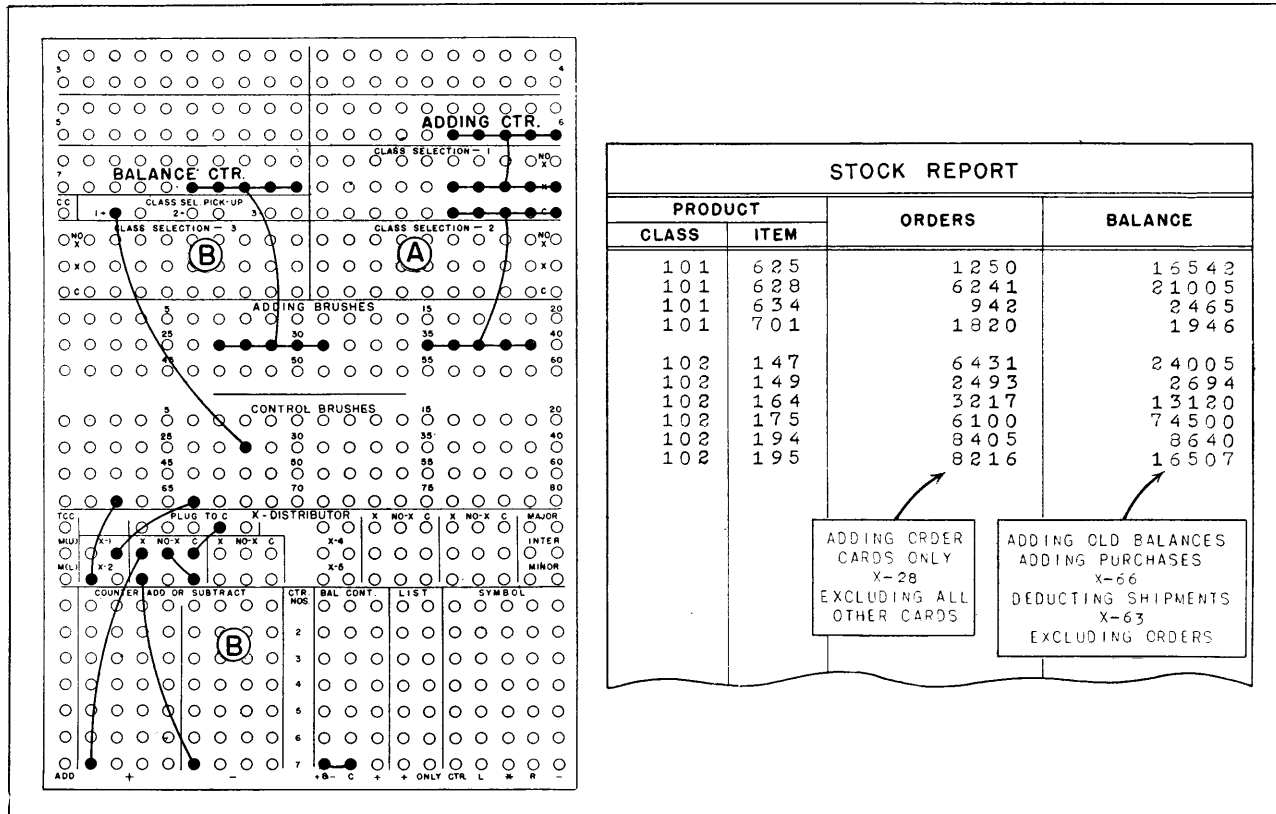 3 4
5 6
ADDING CTR.
CLASS SELECTION - 1 NO X
7
BALANCE CTR. X
CC CLASS SEL. PICK-UP
1+ 2+ 3 C
NO X CLASS SELECTION - 3 CLASS SELECTION - 2 NO X
B A
X X
C C
ADDING BRUSHES
5 15 20
25 30 35 40
45 50 55 60
CONTROL BRUSHES
5 15 20
25 30 35 40
45 50 55 60
65 70 75 80
TCC PLUG TO C X-DISTRIBUTOR X NO-X C X NO-X C MAJOR
M(U) X-1 X NO-X C X NO-X C X-4 INTER
M(L) X-2 X-5 MINOR
COUNTER ADD OR SUBTRACT CTR. NOS. BAL CONT. LIST SYMBOL
2
B
3
4
5
6
7
ADD + - +&- C + + ONLY CTR. L * R -
STOCK REPORT
PRODUCT ORDERS BALANCE
CLASS ITEM
101 625 1250 16542
101 628 6241 21005
101 634 942 2465
101 701 1820 1946
102 147 6431 24005
102 149 2493 2694
102 164 3217 13120
102 175 6100 74500
102 194 8405 8640
102 195 8216 16507
ADDING ORDER
CARDS ONLY
X-28
EXCLUDING ALL
OTHER CARDS
ADDING OLD BALANCES
ADDING PURCHASES
X-66
DEDUCTING SHIPMENTS
X-63
EXCLUDING ORDERS